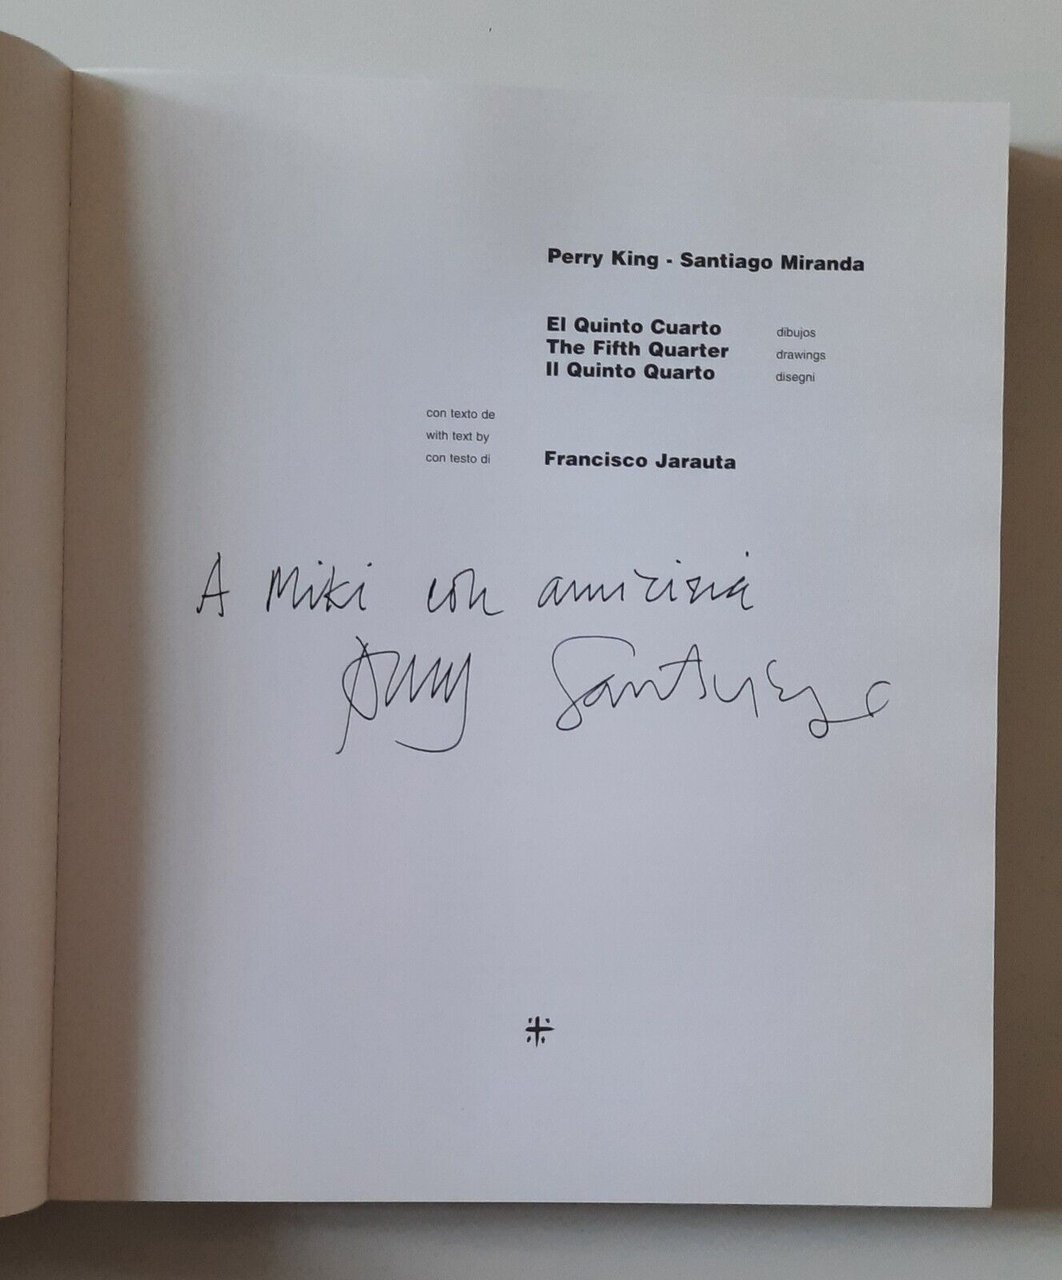 Perry King - Santiago Miranda
El Quinto Cuarto dibujos
The Fifth Quarter drawings
Il Quinto Quarto disegni
con texto de
with text by
con testo di Francisco Jarauta
A Miki con amicizia
Perry Santiago